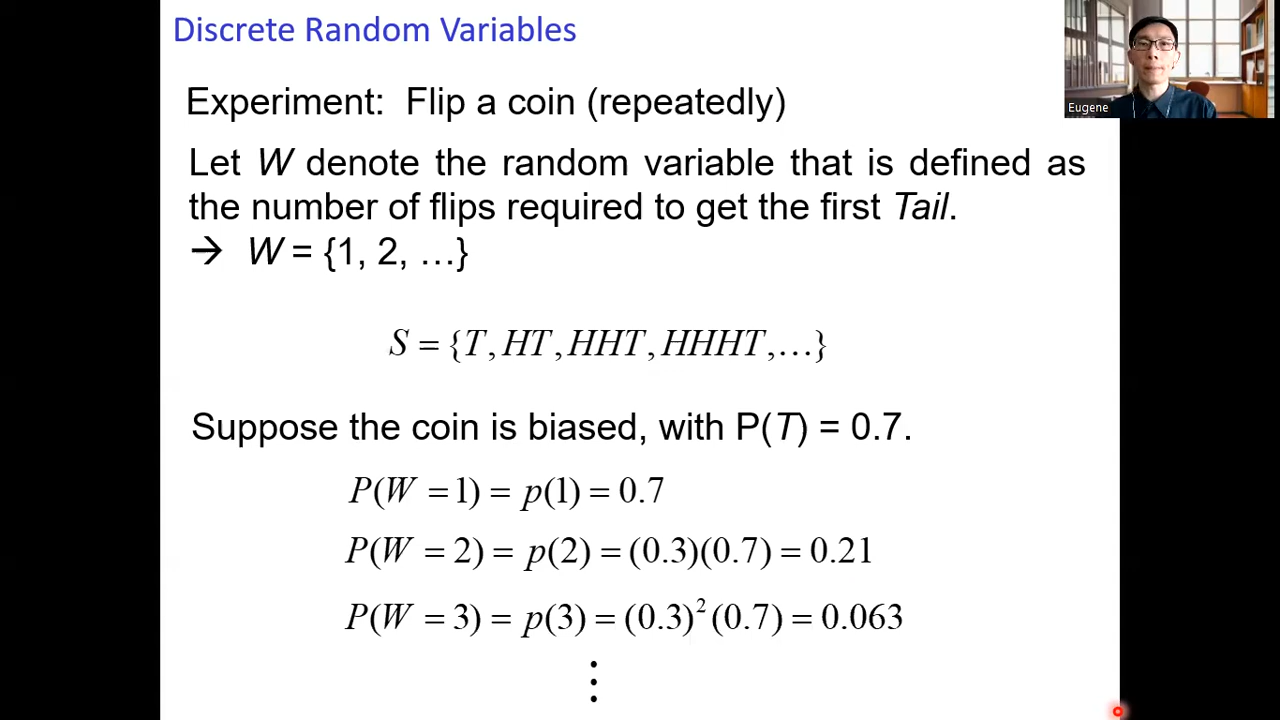 Discrete Random Variables
Eugene
Experiment: Flip a coin (repeatedly)
Let W denote the random variable that is defined as
the number of flips required to get the first Tail.
→ W = {1, 2, …}
S = {T, HT, HHT, HHHT, …}
Suppose the coin is biased, with P(T) = 0.7.
P(W = 1) = p(1) = 0.7
P(W = 2) = p(2) = (0.3)(0.7) = 0.21
P(W = 3) = p(3) = (0.3)² (0.7) = 0.063
⋮